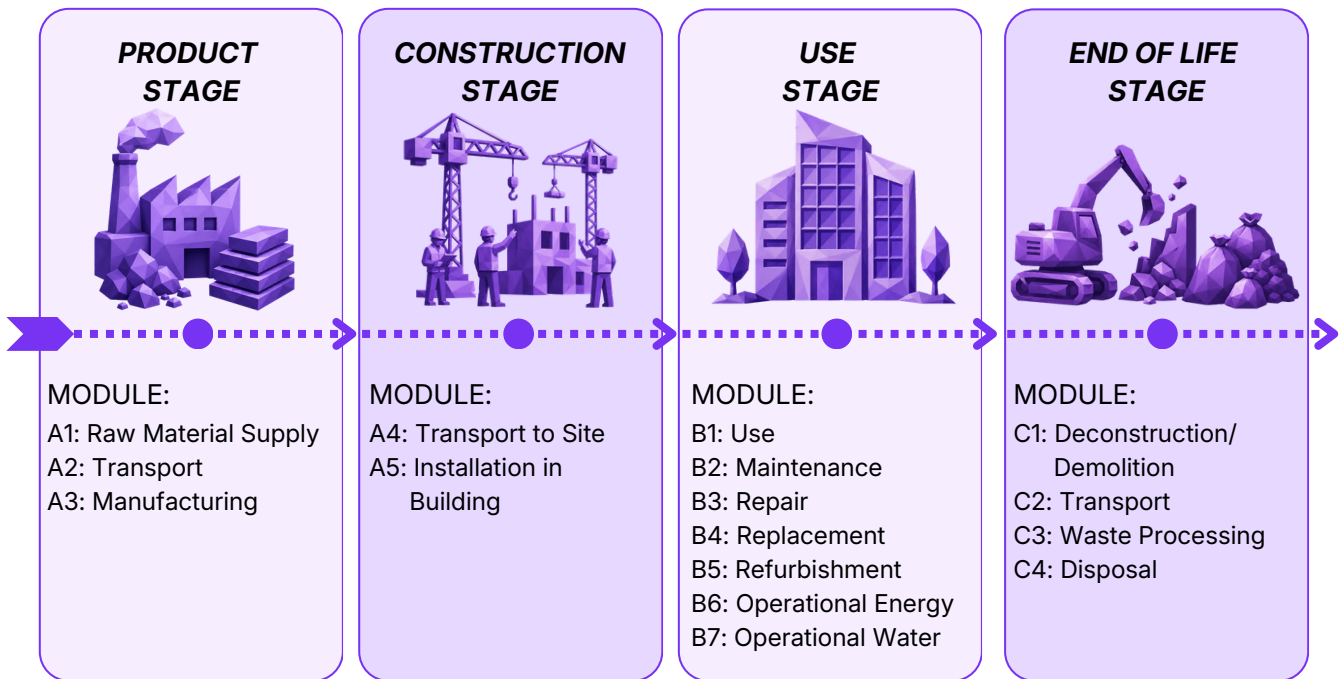 PRODUCT
STAGE
MODULE:
A1: Raw Material Supply
A2: Transport
A3: Manufacturing
CONSTRUCTION
STAGE
MODULE:
A4: Transport to Site
A5: Installation in
Building
USE
STAGE
MODULE:
B1: Use
B2: Maintenance
B3: Repair
B4: Replacement
B5: Refurbishment
B6: Operational Energy
B7: Operational Water
END OF LIFE
STAGE
MODULE:
C1: Deconstruction/
Demolition
C2: Transport
C3: Waste Processing
C4: Disposal